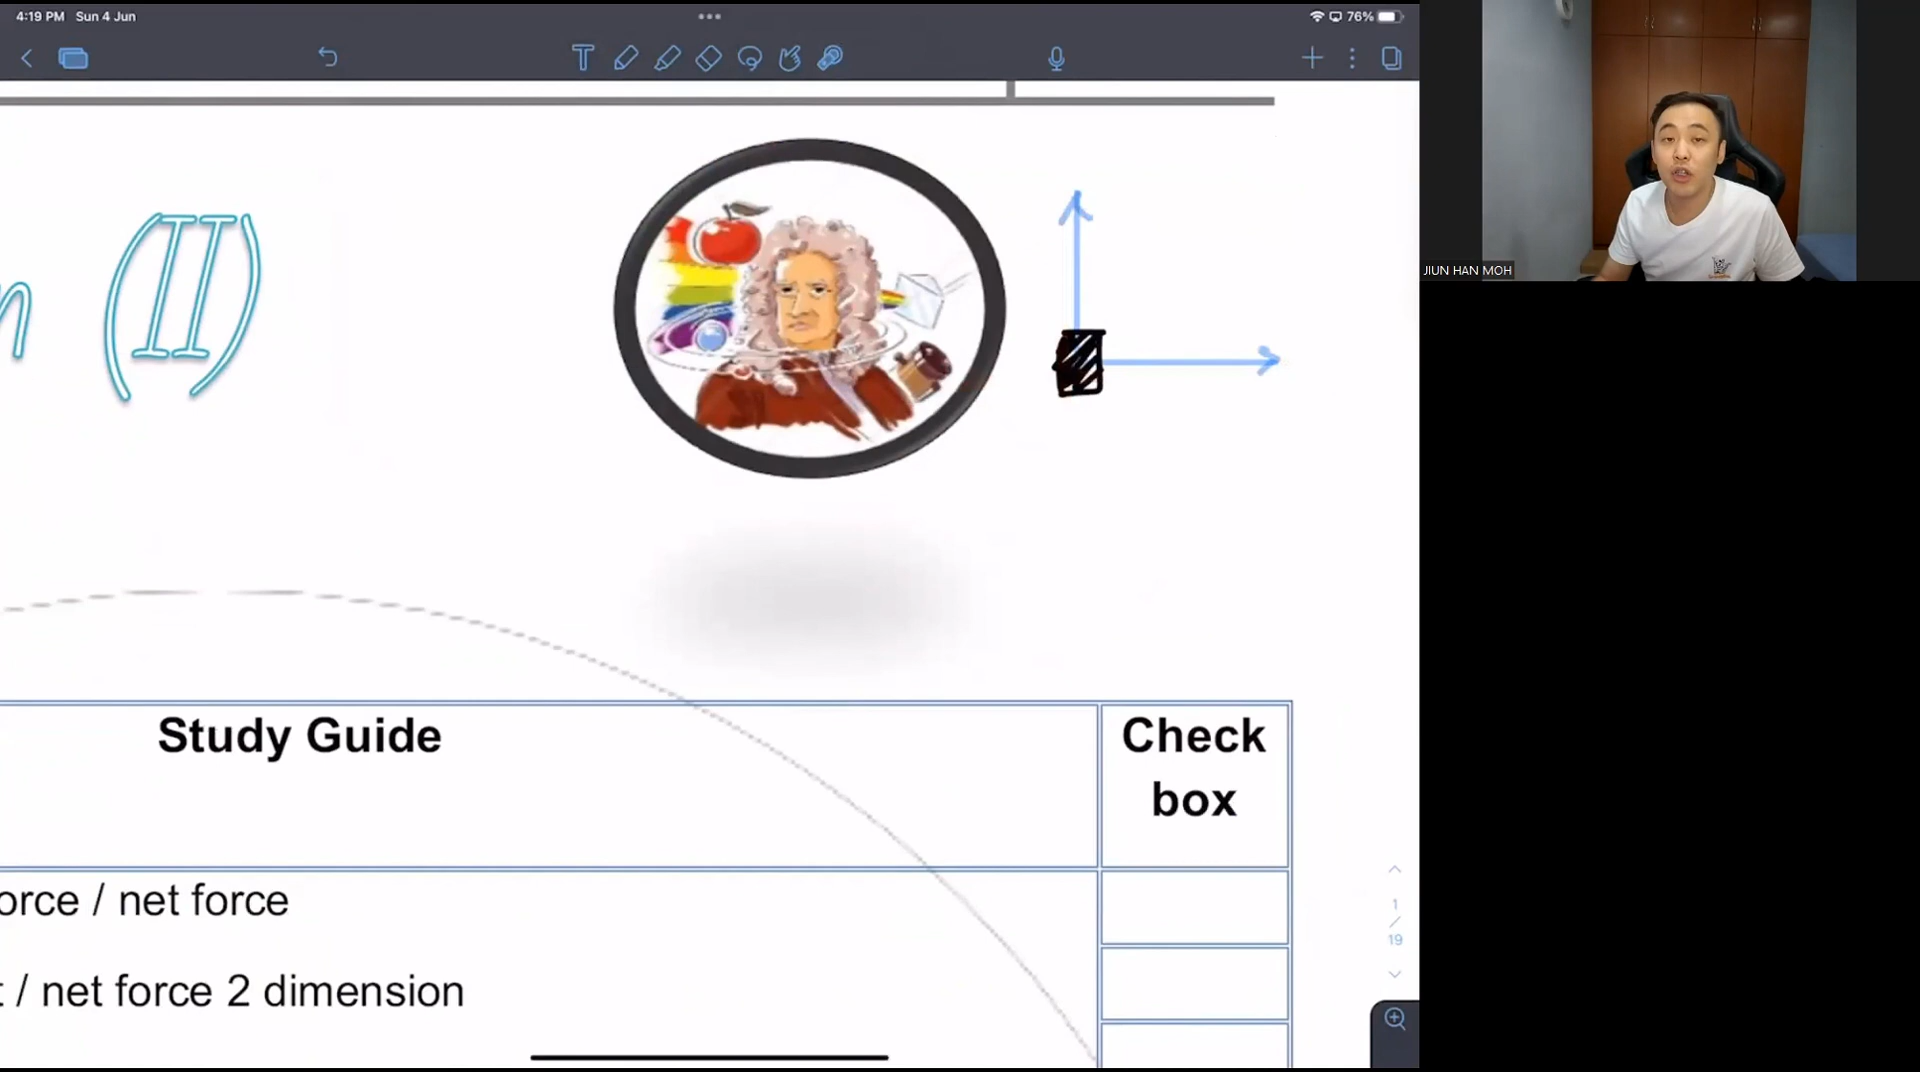 4:19 PM Sun 4 Jun
76%
n (II)
JIUN HAN MOH
Study Guide
Check
box
orce / net force
t / net force 2 dimension
1
/
19